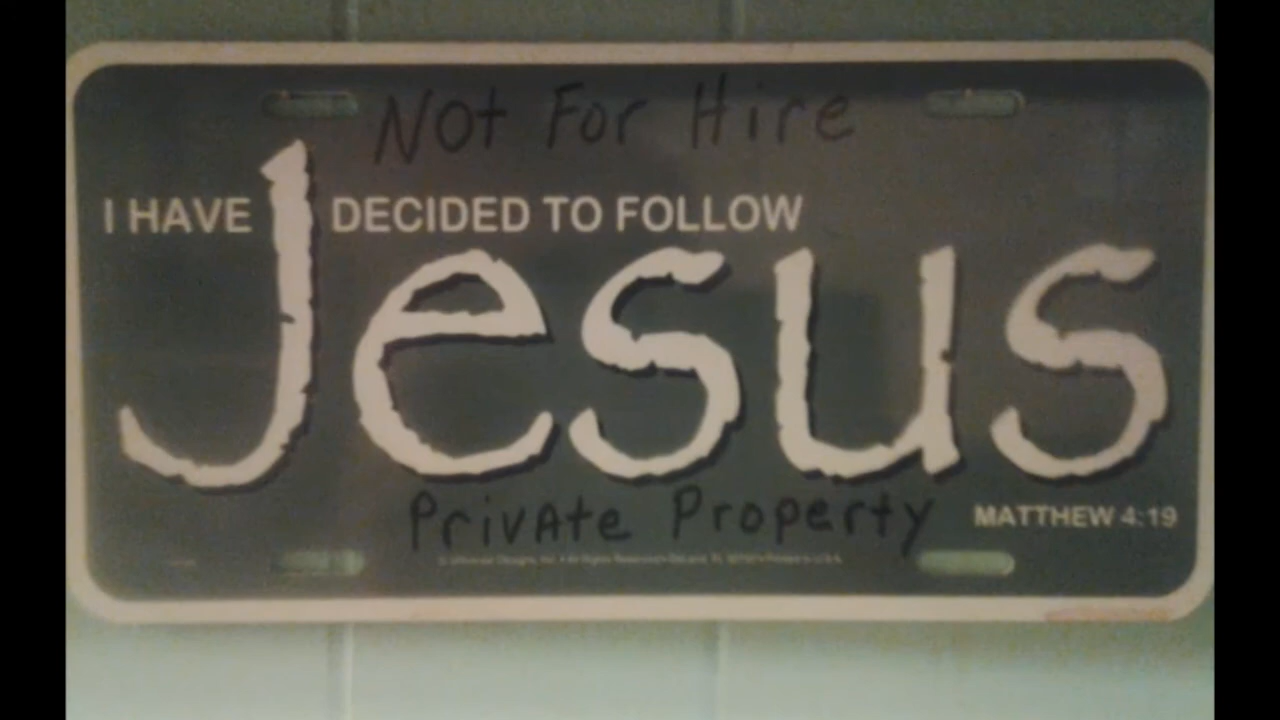 Not For Hire
I HAVE DECIDED TO FOLLOW
Jesus
Private Property
MATTHEW 4:19